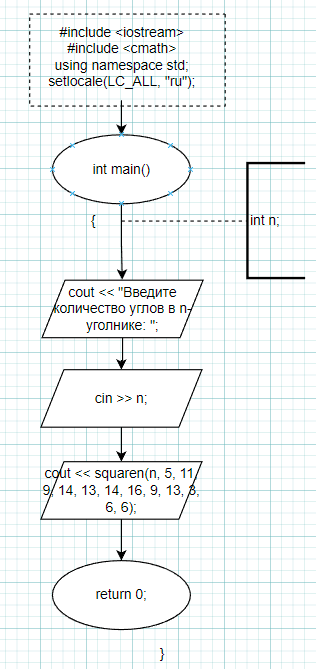 #include <iostream>
#include <cmath>
using namespace std;
setlocale(LC_ALL, "ru");
int main()
{
int n;
cout << "Введите
количество углов в n-
уголнике: ";
cin >> n;
cout << squaren(n, 5, 11,
9, 14, 13, 14, 16, 9, 13, 3,
6, 6);
return 0;
}